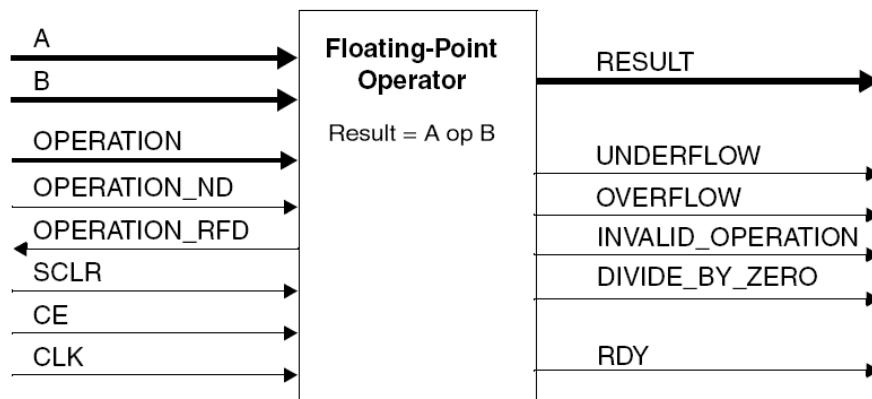 A
B
OPERATION
OPERATION_ND
OPERATION_RFD
SCLR
CE
CLK
Floating-Point
Operator
Result = A op B
RESULT
UNDERFLOW
OVERFLOW
INVALID_OPERATION
DIVIDE_BY_ZERO
RDY